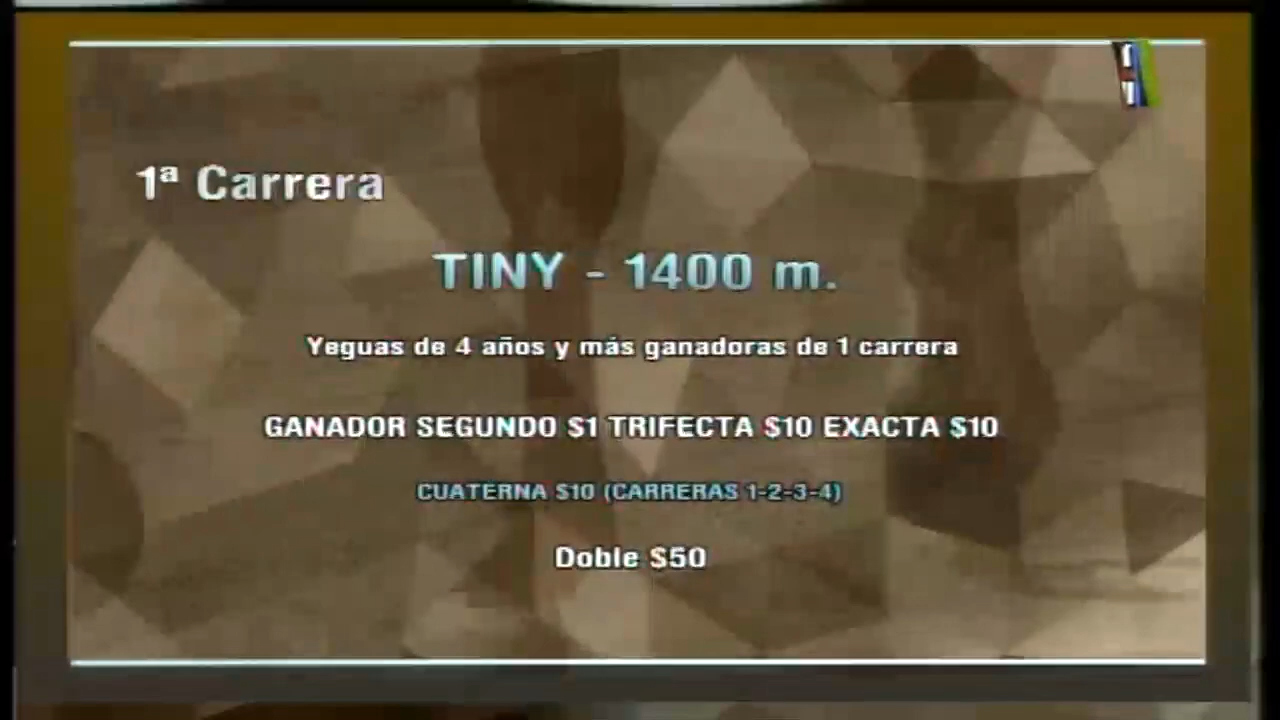 1ª Carrera
TINY - 1400 m.
Yeguas de 4 años y más ganadoras de 1 carrera
GANADOR SEGUNDO $1 TRIFECTA $10 EXACTA $10
CUATERNA $10 (CARRERAS 1-2-3-4)
Doble $50